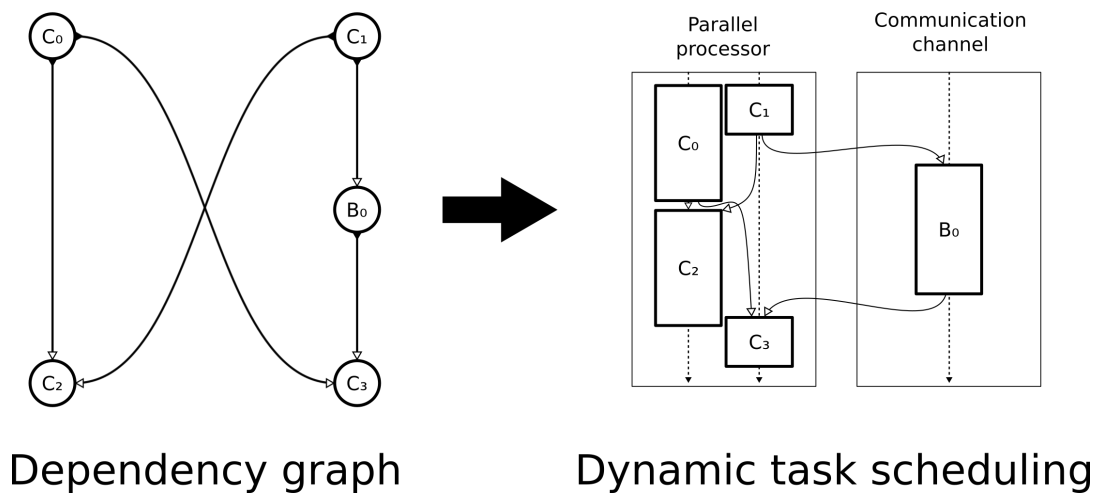 C₀
C₁
B₀
C₂
C₃
Dependency graph
Parallel
processor
Communication
channel
C₀
C₁
B₀
C₂
C₃
Dynamic task scheduling